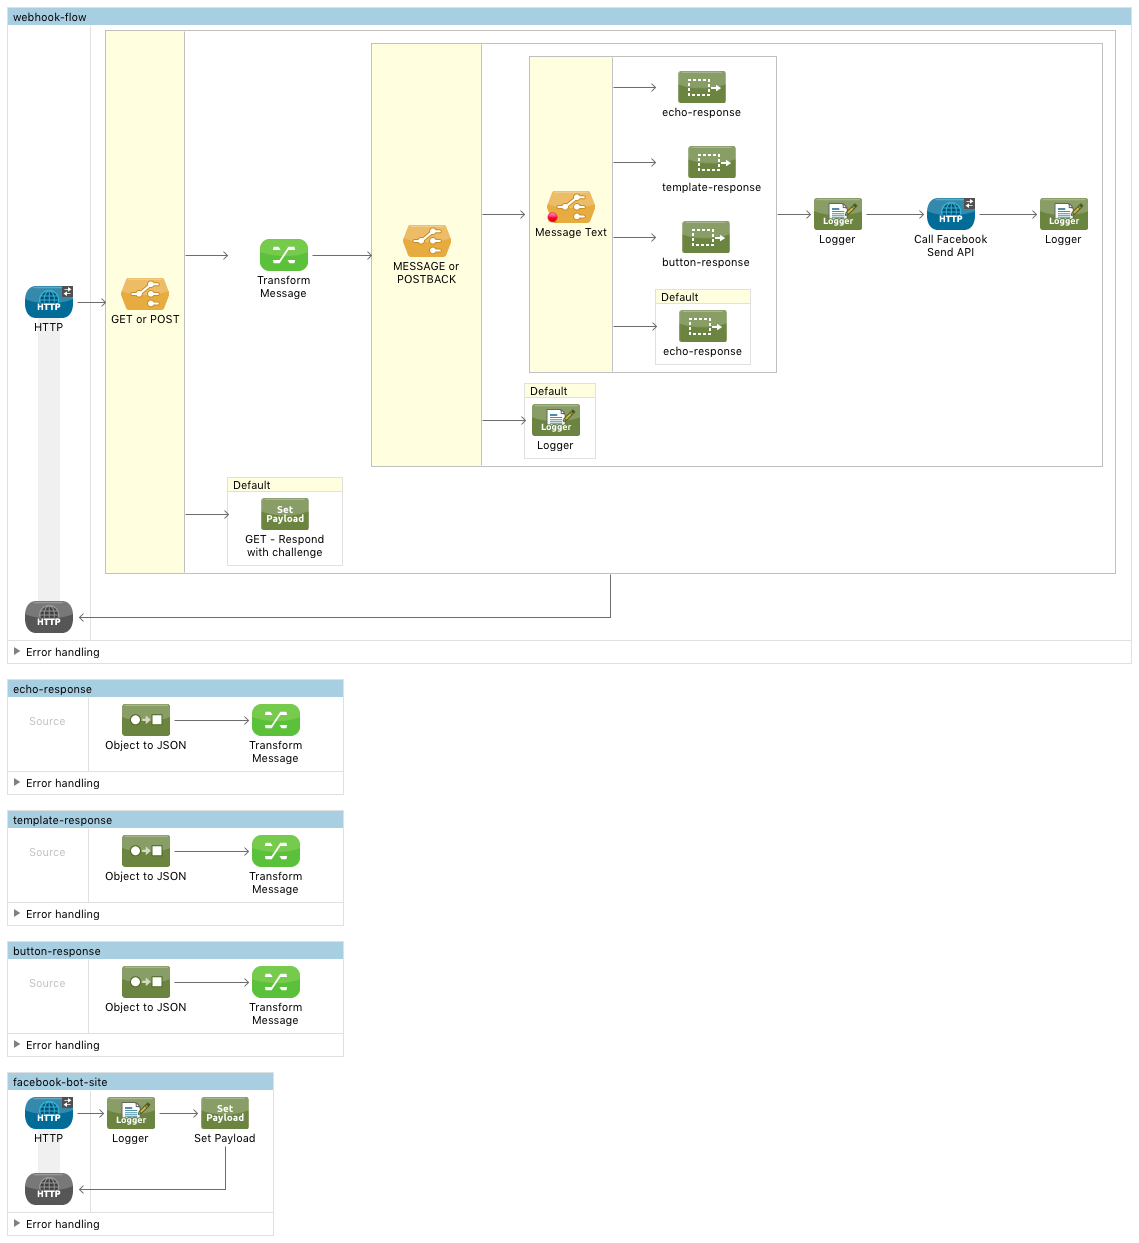 webhook-flow
HTTP
HTTP
GET or POST
Transform
Message
MESSAGE or
POSTBACK
Message Text
echo-response
template-response
button-response
Default
echo-response
Logger
Logger
HTTP
Call Facebook
Send API
Logger
Logger
Default
Logger
Logger
Default
Set
Payload
GET - Respond
with challenge
HTTP
Error handling
echo-response
Source
Object to JSON
Transform
Message
Error handling
template-response
Source
Object to JSON
Transform
Message
Error handling
button-response
Source
Object to JSON
Transform
Message
Error handling
facebook-bot-site
HTTP
HTTP
Logger
Logger
Set
Payload
Set Payload
HTTP
Error handling